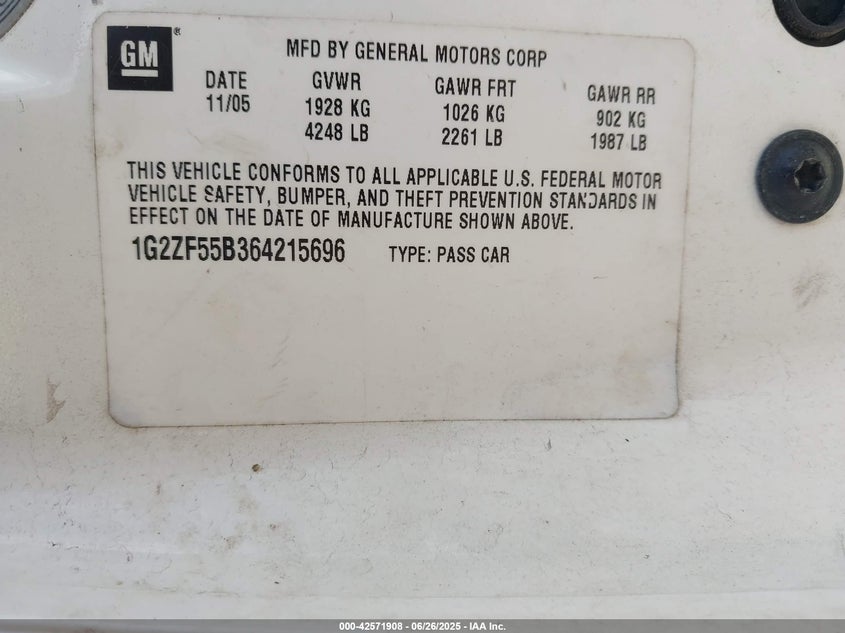 GM®
MFD BY GENERAL MOTORS CORP
DATE GVWR GAWR FRT GAWR RR
11/05 1928 KG 1026 KG 902 KG
4248 LB 2261 LB 1987 LB
THIS VEHICLE CONFORMS TO ALL APPLICABLE U.S. FEDERAL MOTOR
VEHICLE SAFETY, BUMPER, AND THEFT PREVENTION STANDARDS IN
EFFECT ON THE DATE OF MANUFACTURE SHOWN ABOVE.
1G2ZF55B364215696 TYPE: PASS CAR
000-42571908 - 06/26/2025 - IAA Inc.